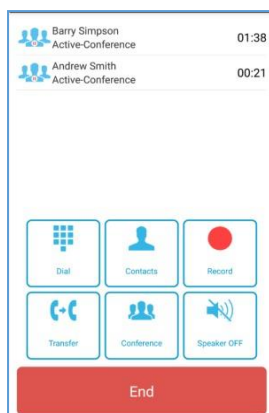 Barry Simpson
Active-Conference
01:38
Andrew Smith
Active-Conference
00:21
Dial
Contacts
Record
Transfer
Conference
Speaker OFF
End